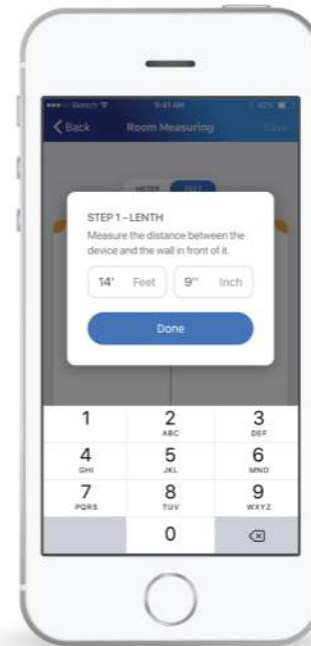 Sketch 9:41 AM 42%
Back Room Measuring Save
METER FEET
STEP 1 - LENTH
Measure the distance between the
device and the wall in front of it.
14' Feet 9'" Inch
Done
1 2 3
ABC DEF
4 5 6
GHI JKL MNO
7 8 9
PQRS TUV WXYZ
0